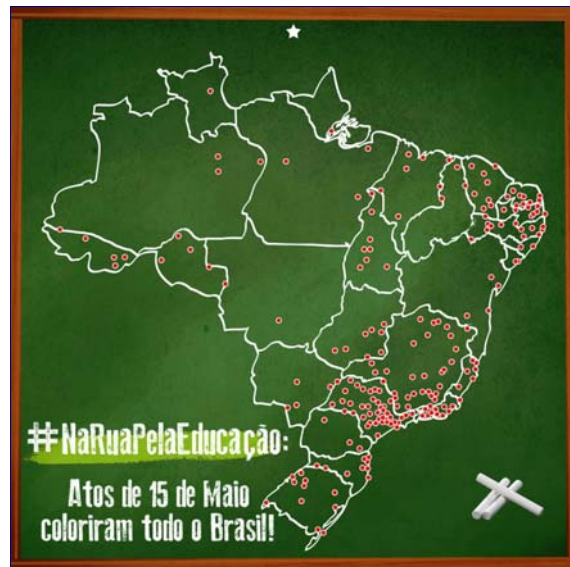 #NaRuaPelaEducação:
Atos de 15 de Maio
coloriram todo o Brasil!